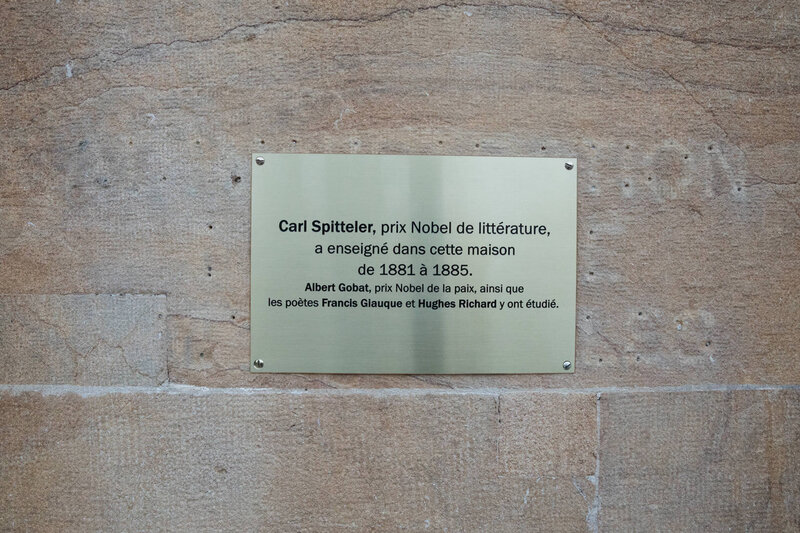 Carl Spitteler, prix Nobel de littérature,
a enseigné dans cette maison
de 1881 à 1885.
Albert Gobat, prix Nobel de la paix, ainsi que
les poètes Francis Glauque et Hughes Richard y ont étudié.